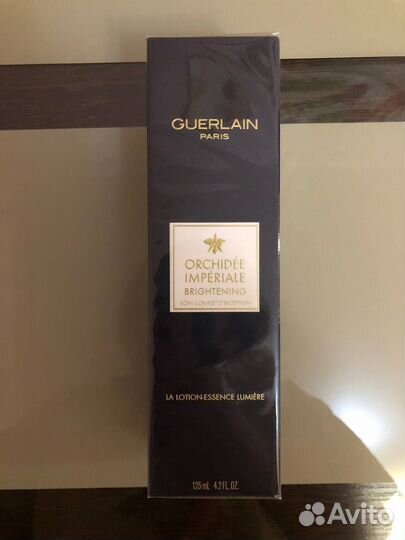 GUERLAIN
PARIS
ORCHIDÉE
IMPÉRIALE
BRIGHTENING
SOIN COMPLET D'EXCEPTION
LA LOTION-ESSENCE LUMIÈRE
125 mL 4.2 FL. OZ.
Avito